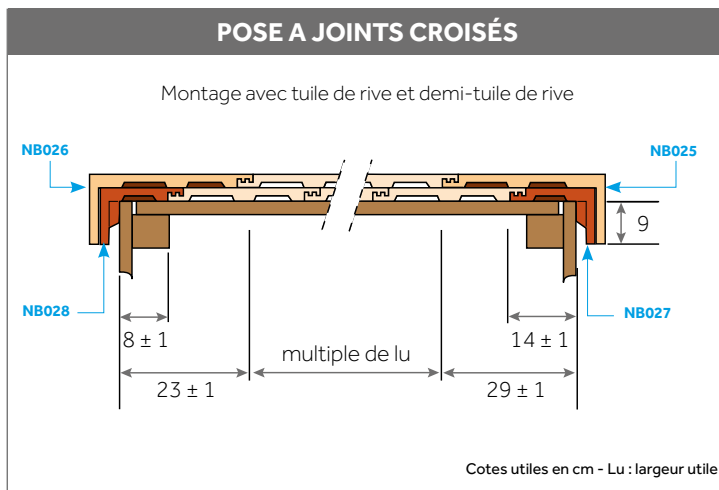 POSE A JOINTS CROISÉS
Montage avec tuile de rive et demi-tuile de rive
NB026
NB025
9
NB028
NB027
8 ± 1
multiple de lu
14 ± 1
23 ± 1
29 ± 1
Cotes utiles en cm - Lu : largeur utile